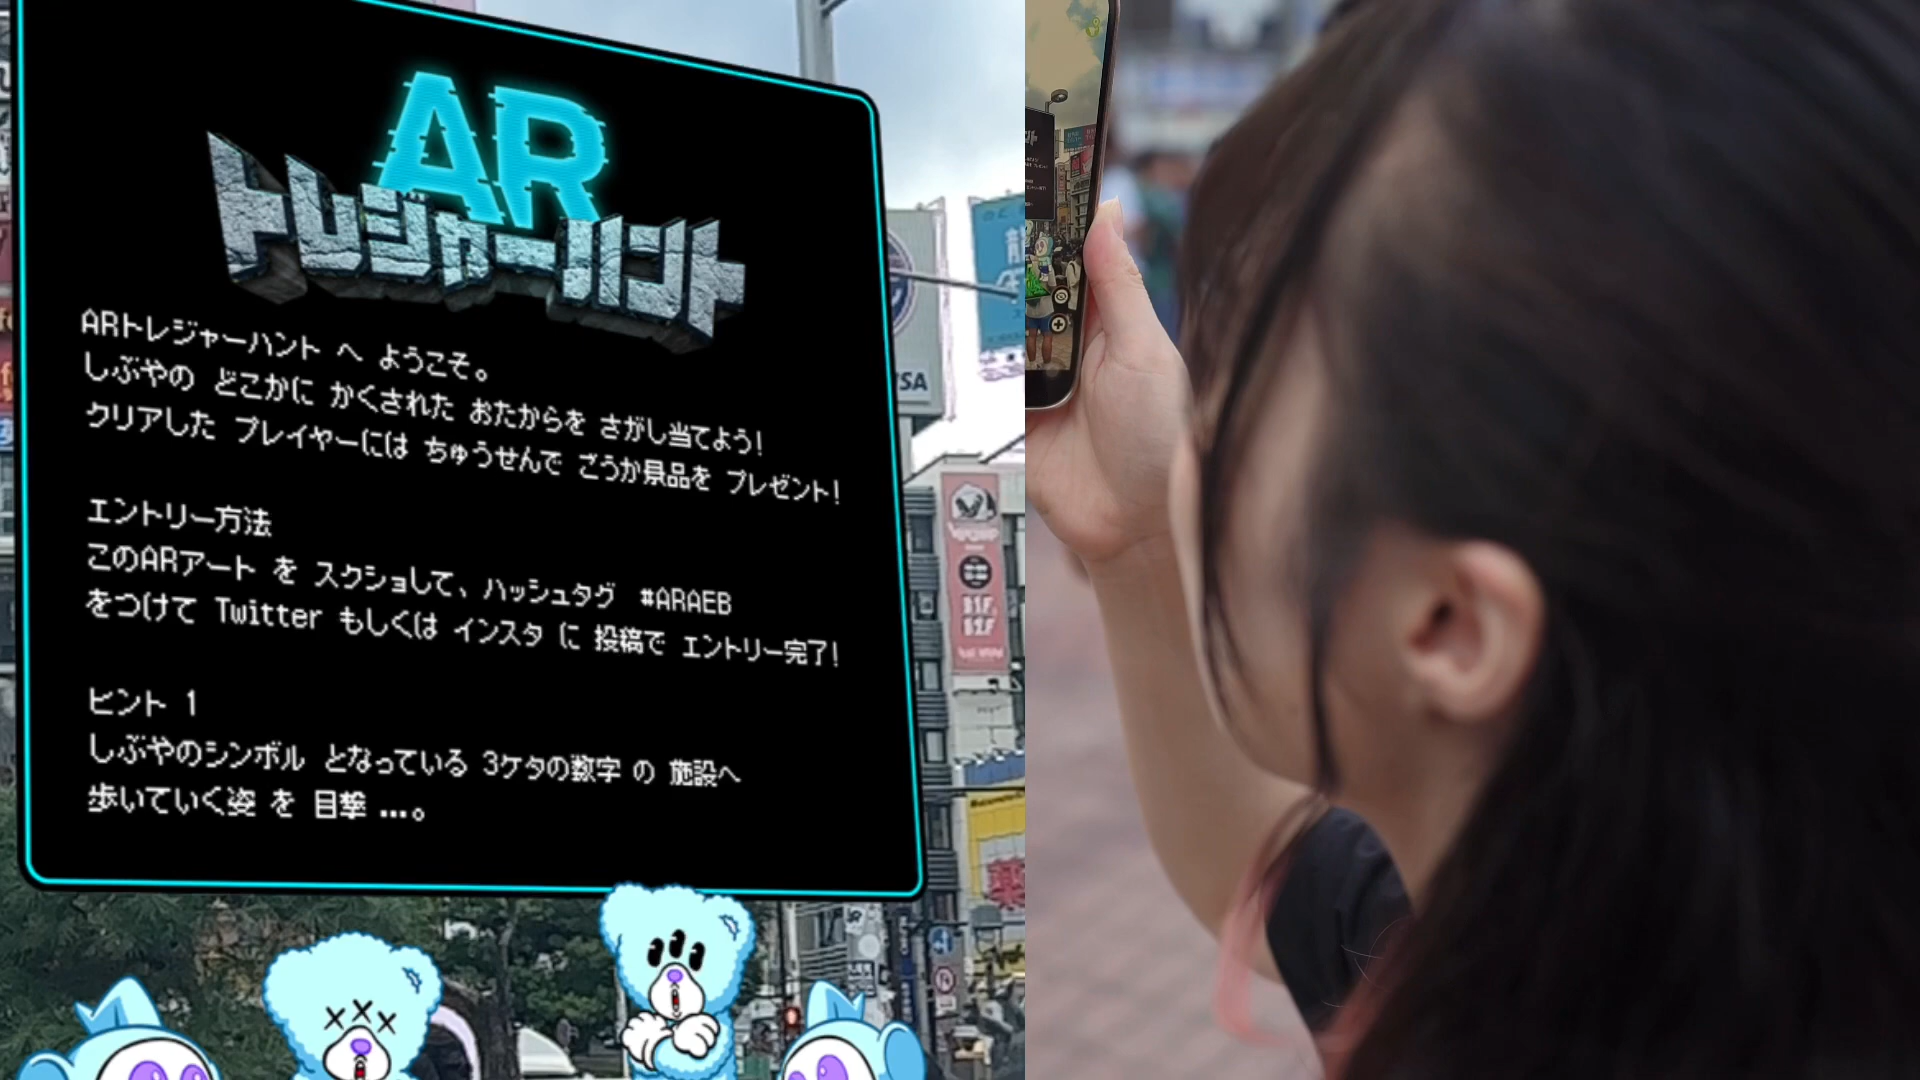 AR
トレジャーハント
ARトレジャーハント へ ようこそ。
しぶやの どこかに かくされた おたからを さがし当てよう!
クリアした プレイヤーには ちゅうせんで ごうか景品を プレゼント!
エントリー方法
このARアート を スクショして、ハッシュタグ #ARAEB
をつけて Twitter もしくは インスタ に 投稿で エントリー完了!
ヒント 1
しぶやのシンボル となっている 3ケタの数字 の 施設へ
歩いていく姿 を 目撃 ...。
B1F,
B2F
薬